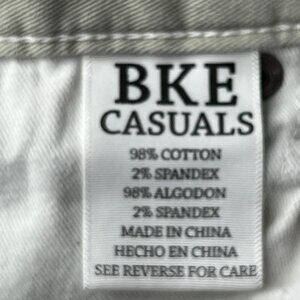 BKE
CASUALS
98% COTTON
2% SPANDEX
98% ALGODON
2% SPANDEX
MADE IN CHINA
HECHO EN CHINA
SEE REVERSE FOR CARE